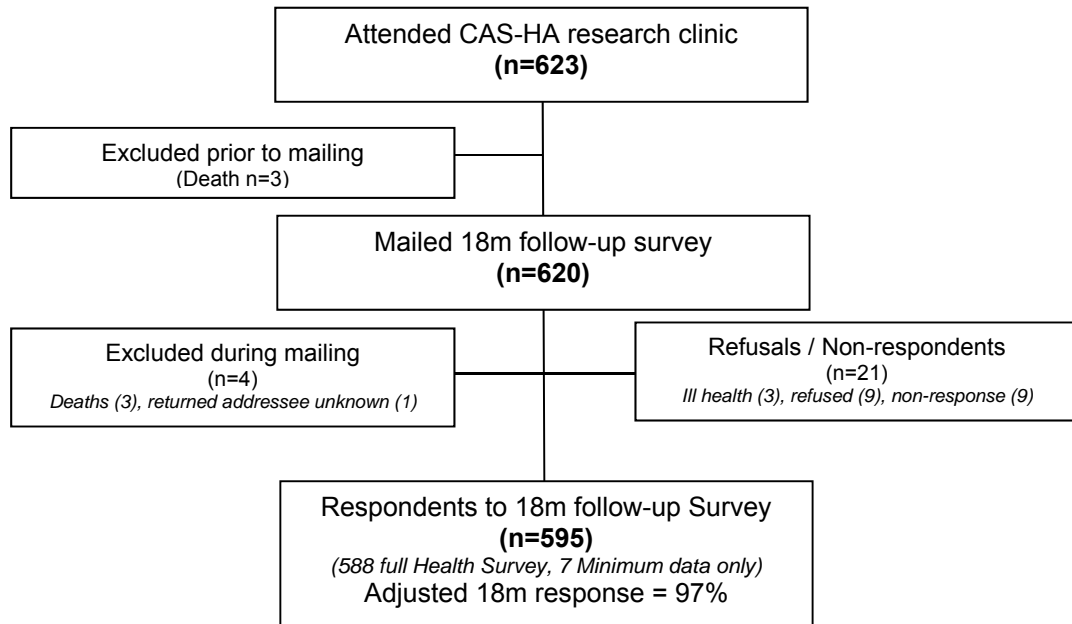 Attended CAS-HA research clinic
(n=623)
Excluded prior to mailing
(Death n=3)
Mailed 18m follow-up survey
(n=620)
Excluded during mailing
(n=4)
Deaths (3), returned addressee unknown (1)
Refusals / Non-respondents
(n=21)
Ill health (3), refused (9), non-response (9)
Respondents to 18m follow-up Survey
(n=595)
(588 full Health Survey, 7 Minimum data only)
Adjusted 18m response = 97%